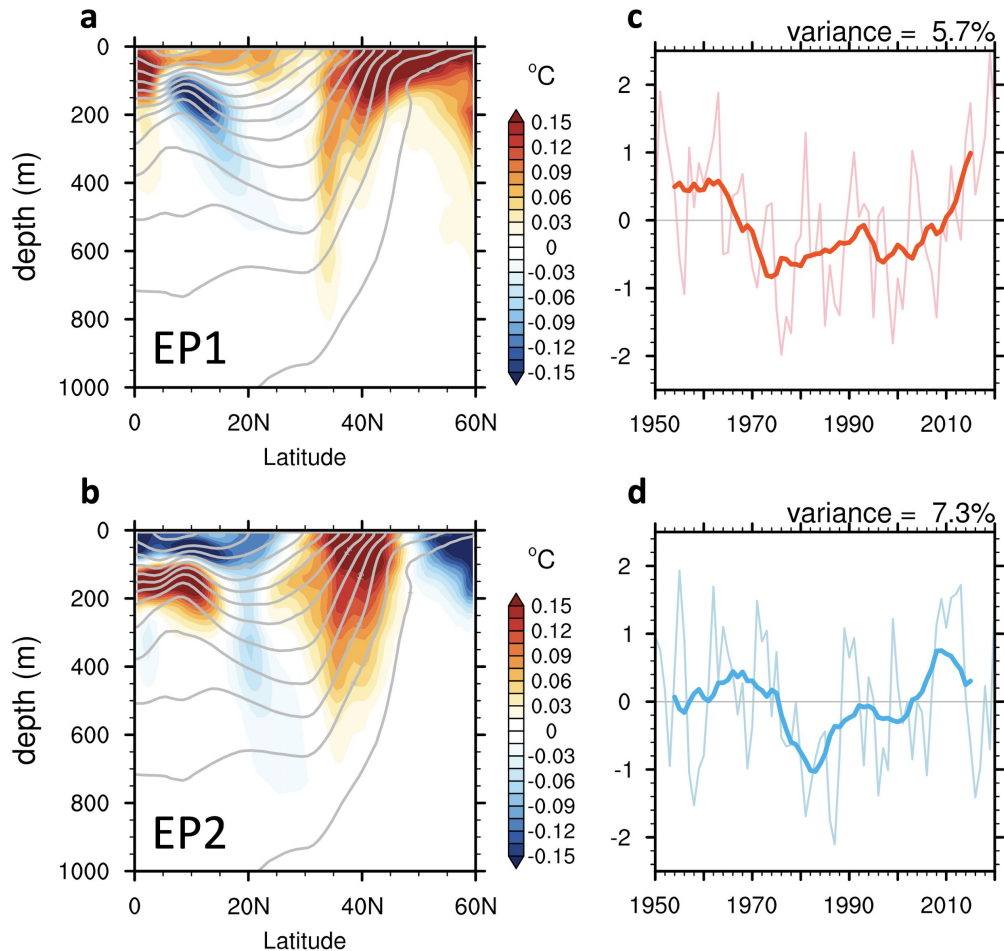 a
0
200
400
600
800
1000
depth (m)
EP1
0
20N
40N
60N
Latitude
°C
0.15
0.12
0.09
0.06
0.03
0
-0.03
-0.06
-0.09
-0.12
-0.15
c
variance = 5.7%
2
1
0
-1
-2
1950
1970
1990
2010
b
0
200
400
600
800
1000
depth (m)
EP2
0
20N
40N
60N
Latitude
°C
0.15
0.12
0.09
0.06
0.03
0
-0.03
-0.06
-0.09
-0.12
-0.15
d
variance = 7.3%
2
1
0
-1
-2
1950
1970
1990
2010